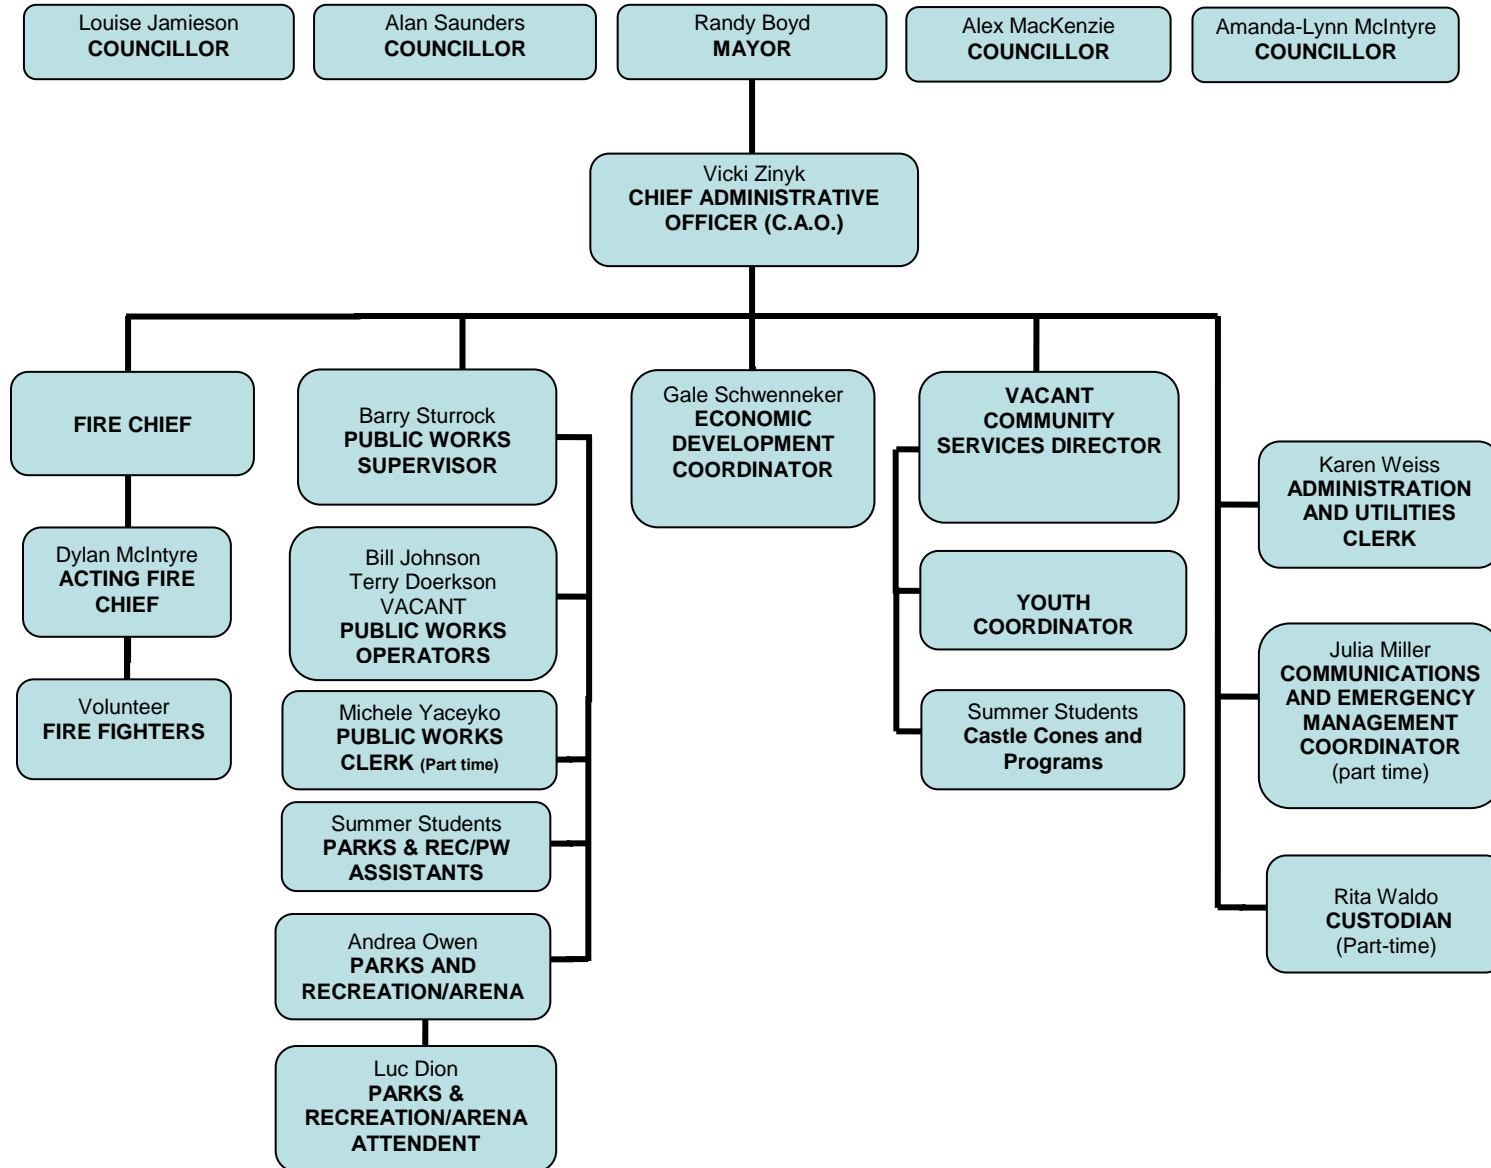 Louise Jamieson
COUNCILLOR
Alan Saunders
COUNCILLOR
Randy Boyd
MAYOR
Alex MacKenzie
COUNCILLOR
Amanda-Lynn McIntyre
COUNCILLOR
Vicki Zinyk
CHIEF ADMINISTRATIVE
OFFICER (C.A.O.)
FIRE CHIEF
Dylan McIntyre
ACTING FIRE
CHIEF
Volunteer
FIRE FIGHTERS
Barry Sturrock
PUBLIC WORKS
SUPERVISOR
Bill Johnson
Terry Doerkson
VACANT
PUBLIC WORKS
OPERATORS
Michele Yaceyko
PUBLIC WORKS
CLERK (Part time)
Summer Students
PARKS & REC/PW
ASSISTANTS
Andrea Owen
PARKS AND
RECREATION/ARENA
Luc Dion
PARKS &
RECREATION/ARENA
ATTENDENT
Gale Schwenneker
ECONOMIC
DEVELOPMENT
COORDINATOR
VACANT
COMMUNITY
SERVICES DIRECTOR
YOUTH
COORDINATOR
Summer Students
Castle Cones and
Programs
Karen Weiss
ADMINISTRATION
AND UTILITIES
CLERK
Julia Miller
COMMUNICATIONS
AND EMERGENCY
MANAGEMENT
COORDINATOR
(part time)
Rita Waldo
CUSTODIAN
(Part-time)